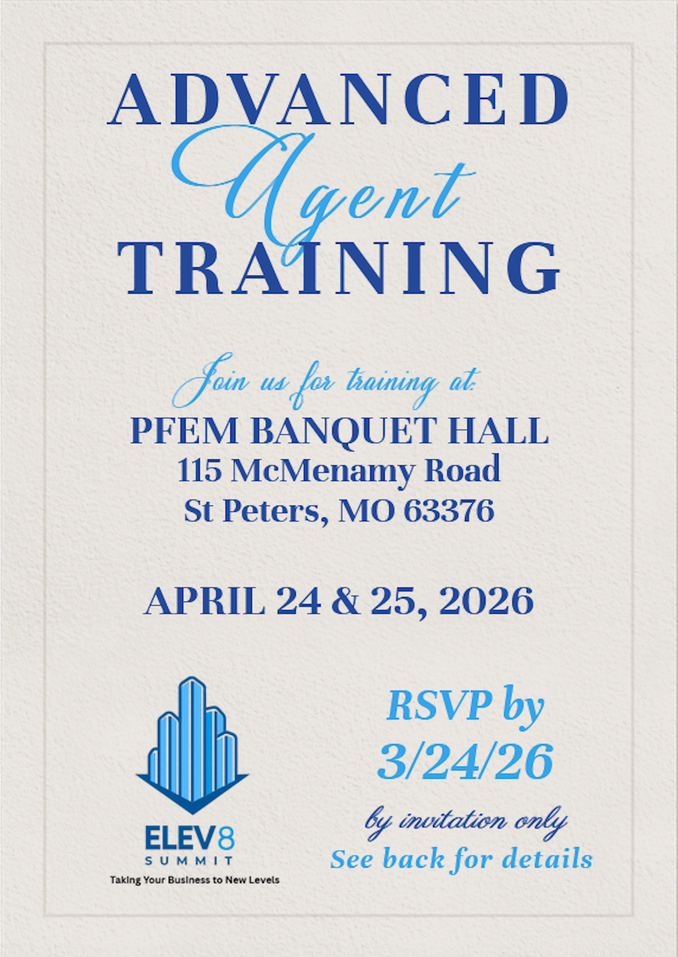 ADVANCED
Agent
TRAINING
Join us for training at:
PFEM BANQUET HALL
115 McMenamy Road
St Peters, MO 63376
APRIL 24 & 25, 2026
RSVP by
3/24/26
by invitation only
See back for details
ELEV8
SUMMIT
Taking Your Business to New Levels